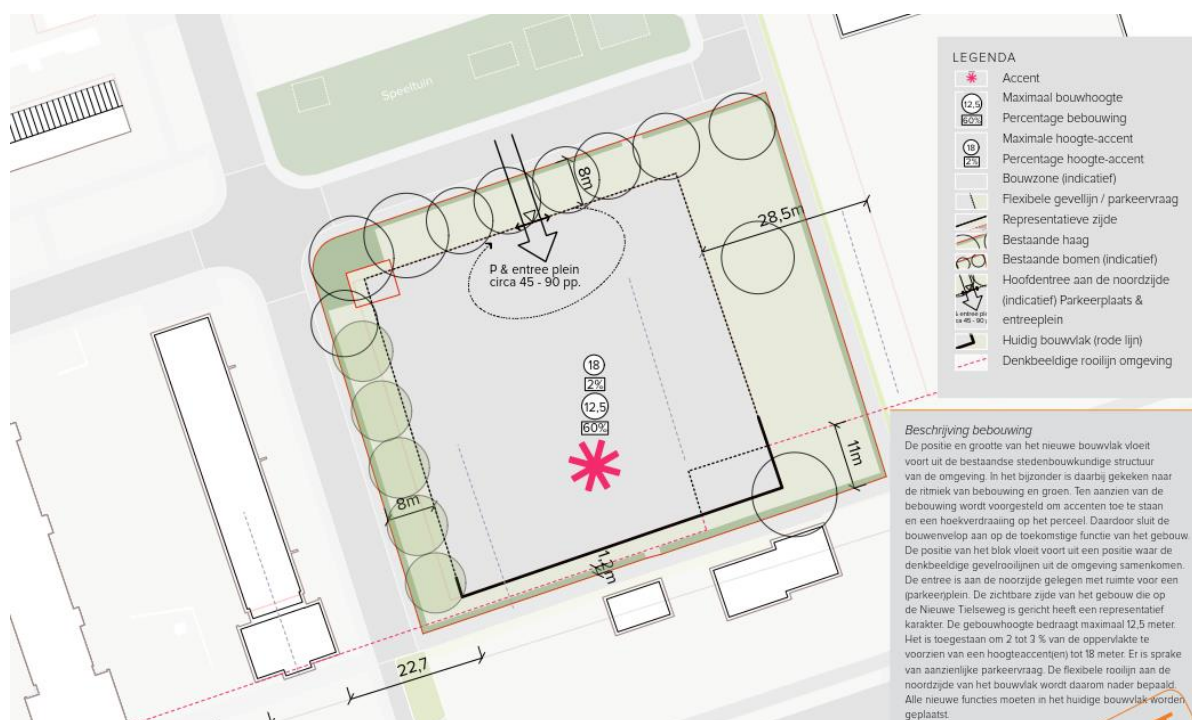 Speeltuin
8m
28,5m
P & entree plein
circa 45 - 90 pp.
18
2%
12,5
60%
11m
8m
1,2m
22,7
LEGENDA
Accent
12,5
Maximaal bouwhoogte
60%
Percentage bebouwing
18
Maximale hoogte-accent
2%
Percentage hoogte-accent
Bouwzone (indicatief)
Flexibele gevellijn / parkeervraag
Representatieve zijde
Bestaande haag
Bestaande bomen (indicatief)
Hoofdentree aan de noordzijde
(indicatief) Parkeerplaats &
entreeplein
Huidig bouwvlak (rode lijn)
Denkbeeldige rooilijn omgeving
Beschrijving bebouwing
De positie en grootte van het nieuwe bouwvlak vloeit
voort uit de bestaandse stedenbouwkundige structuur
van de omgeving. In het bijzonder is daarbij gekeken naar
de ritmiek van bebouwing en groen. Ten aanzien van de
bebouwing wordt voorgesteld om accenten toe te staan
en een hoekverdraaiing op het perceel. Daardoor sluit de
bouwenvelop aan op de toekomstige functie van het gebouw.
De positie van het blok vloeit voort uit een positie waar de
denkbeeldige gevelrooilijnen uit de omgeving samenkomen.
De entree is aan de noorzijde gelegen met ruimte voor een
(parkeer)plein. De zichtbare zijde van het gebouw die op
de Nieuwe Tielseweg is gericht heeft een representatief
karakter. De gebouwhoogte bedraagt maximaal 12,5 meter.
Het is toegestaan om 2 tot 3 % van de oppervlakte te
voorzien van een hoogteaccent(en) tot 18 meter. Er is sprake
van aanzienlijke parkeervraag. De flexibele rooilijn aan de
noordzijde van het bouwvlak wordt daarom nader bepaald.
Alle nieuwe functies moeten in het huidige bouwvlak worden
geplaatst.